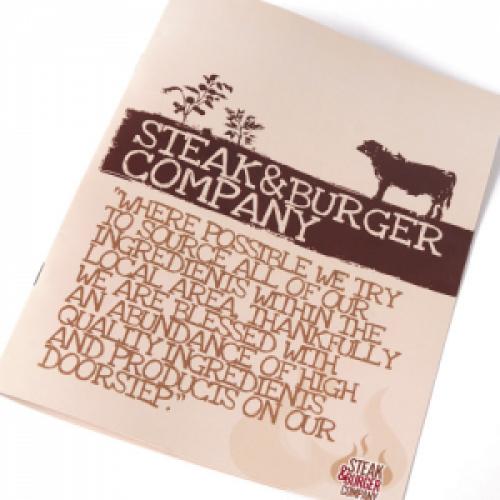 STEAK&BURGER
COMPANY
"WHERE POSSIBLE WE TRY
TO SOURCE ALL OF OUR
INGREDIENTS WITHIN THE
LOCAL AREA. THANKFULLY
WE ARE BLESSED WITH
AN ABUNDANCE OF HIGH
QUALITY INGREDIENTS
AND PRODUCTS ON OUR
DOORSTEP."
STEAK
&BURGER
COMPANY